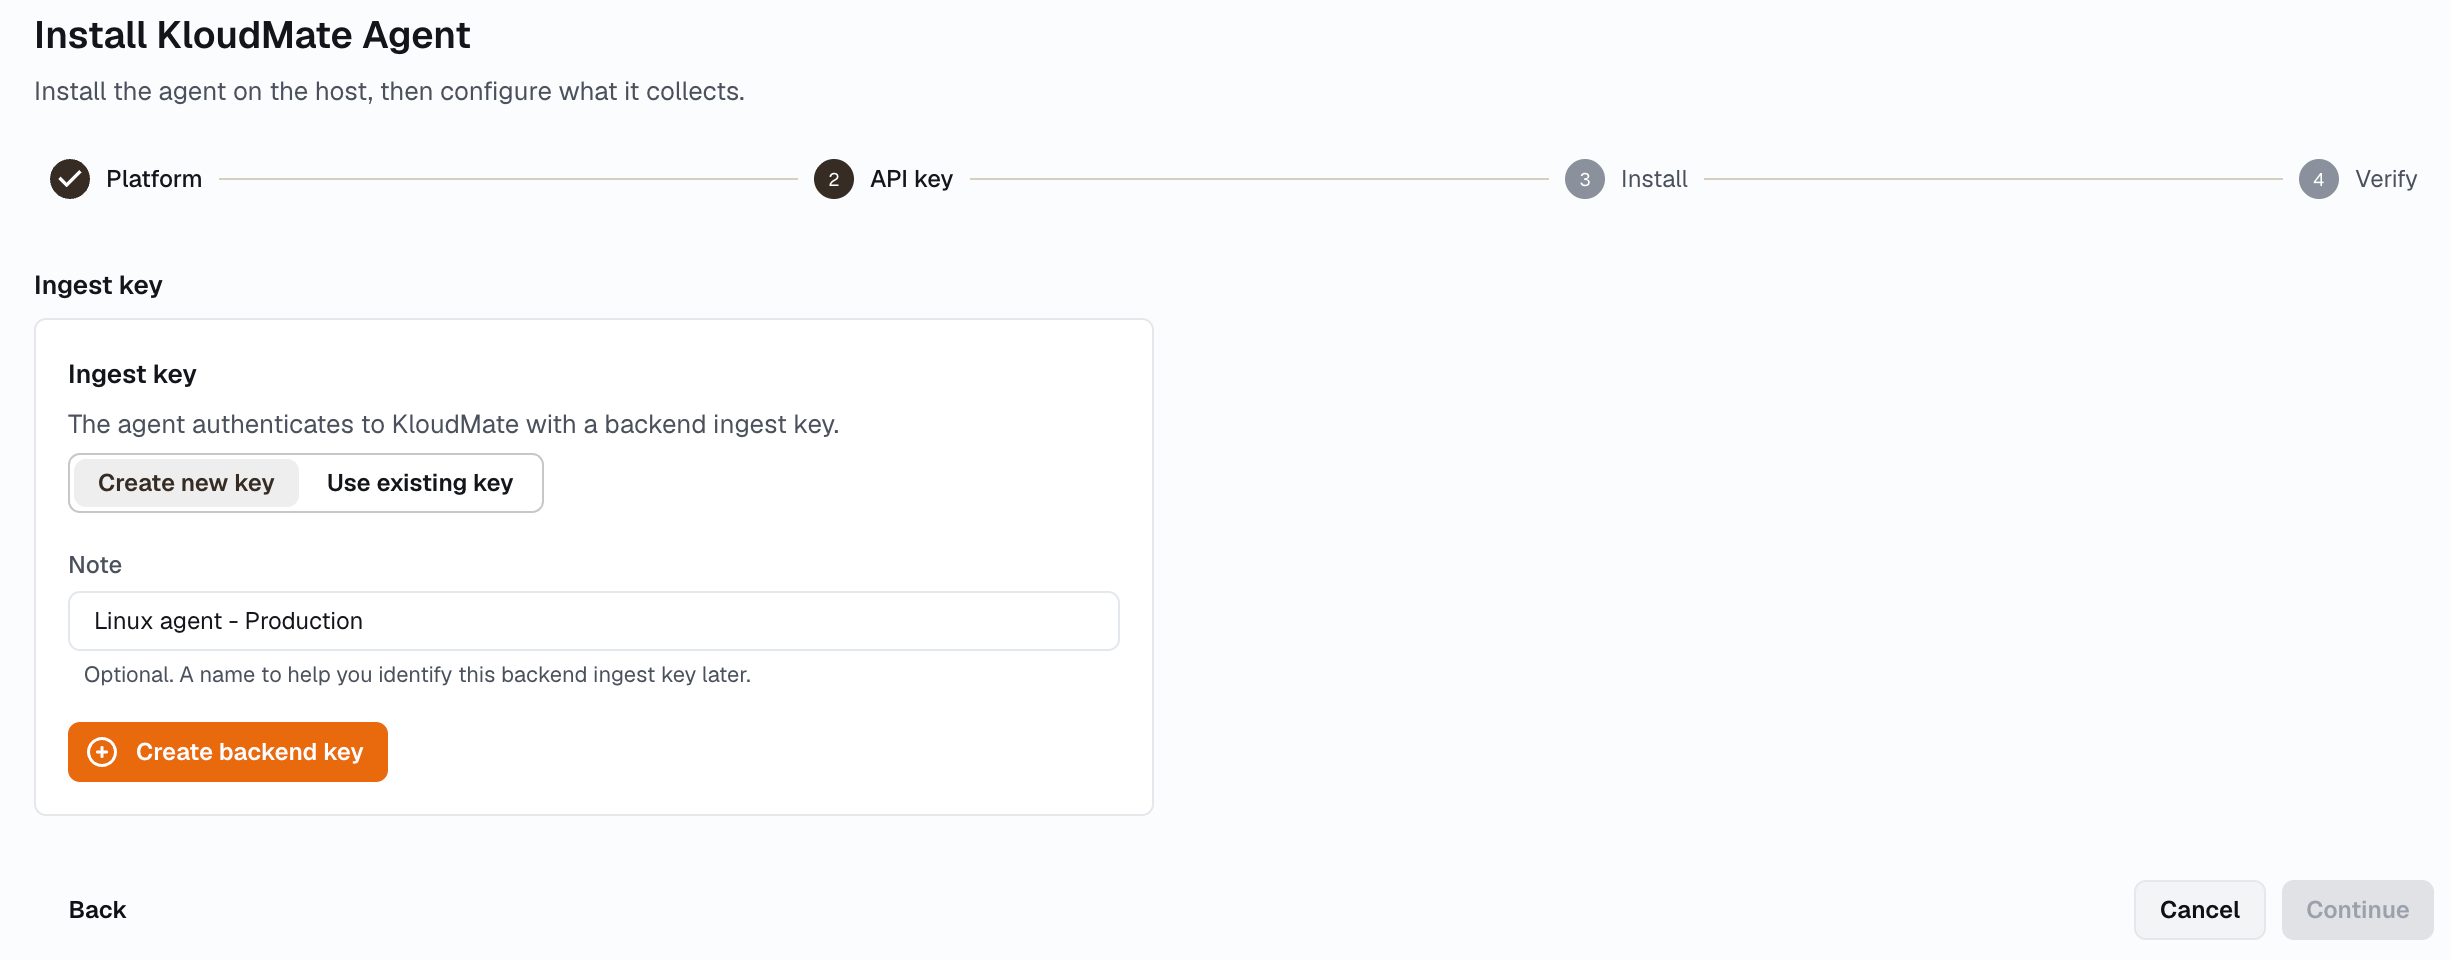 Install KloudMate Agent
Install the agent on the host, then configure what it collects.
Platform
2 API key
3 Install
4 Verify
Ingest key
Ingest key
The agent authenticates to KloudMate with a backend ingest key.
Create new key Use existing key
Note
Linux agent - Production
Optional. A name to help you identify this backend ingest key later.
Create backend key
Back Cancel Continue